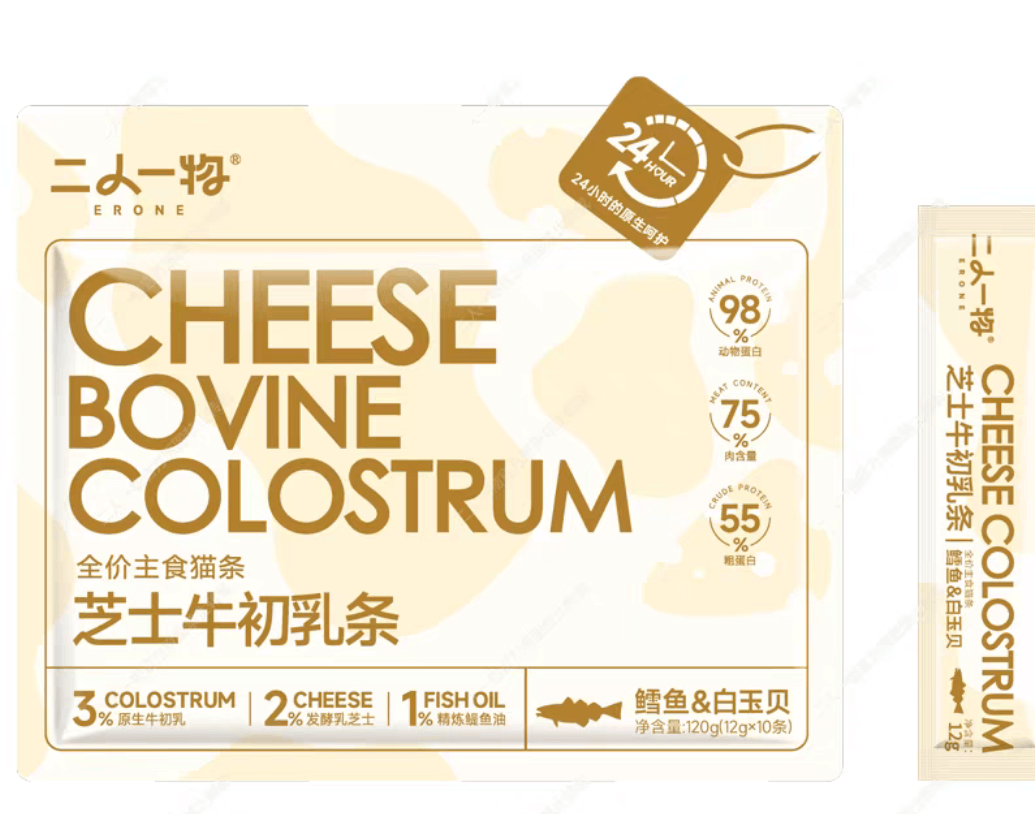 二人一物®
ERONE
24
HOUR
24小时的原生呵护
CHEESE
BOVINE
COLOSTRUM
ANIMAL PROTEIN
98
%
动物蛋白
MEAT CONTENT
75
%
肉含量
CRUDE PROTEIN
55
%
粗蛋白
全价主食猫条
芝士牛初乳条
3% COLOSTRUM
原生牛初乳
2% CHEESE
发酵乳芝士
1% FISH OIL
精炼鳀鱼油
鳕鱼&白玉贝
净含量:120g(12g×10条)
二人一物®
ERONE
CHEESE COLOSTRUM
芝士牛初乳条
全价主食猫条
鳕鱼&白玉贝
净含量:
12g